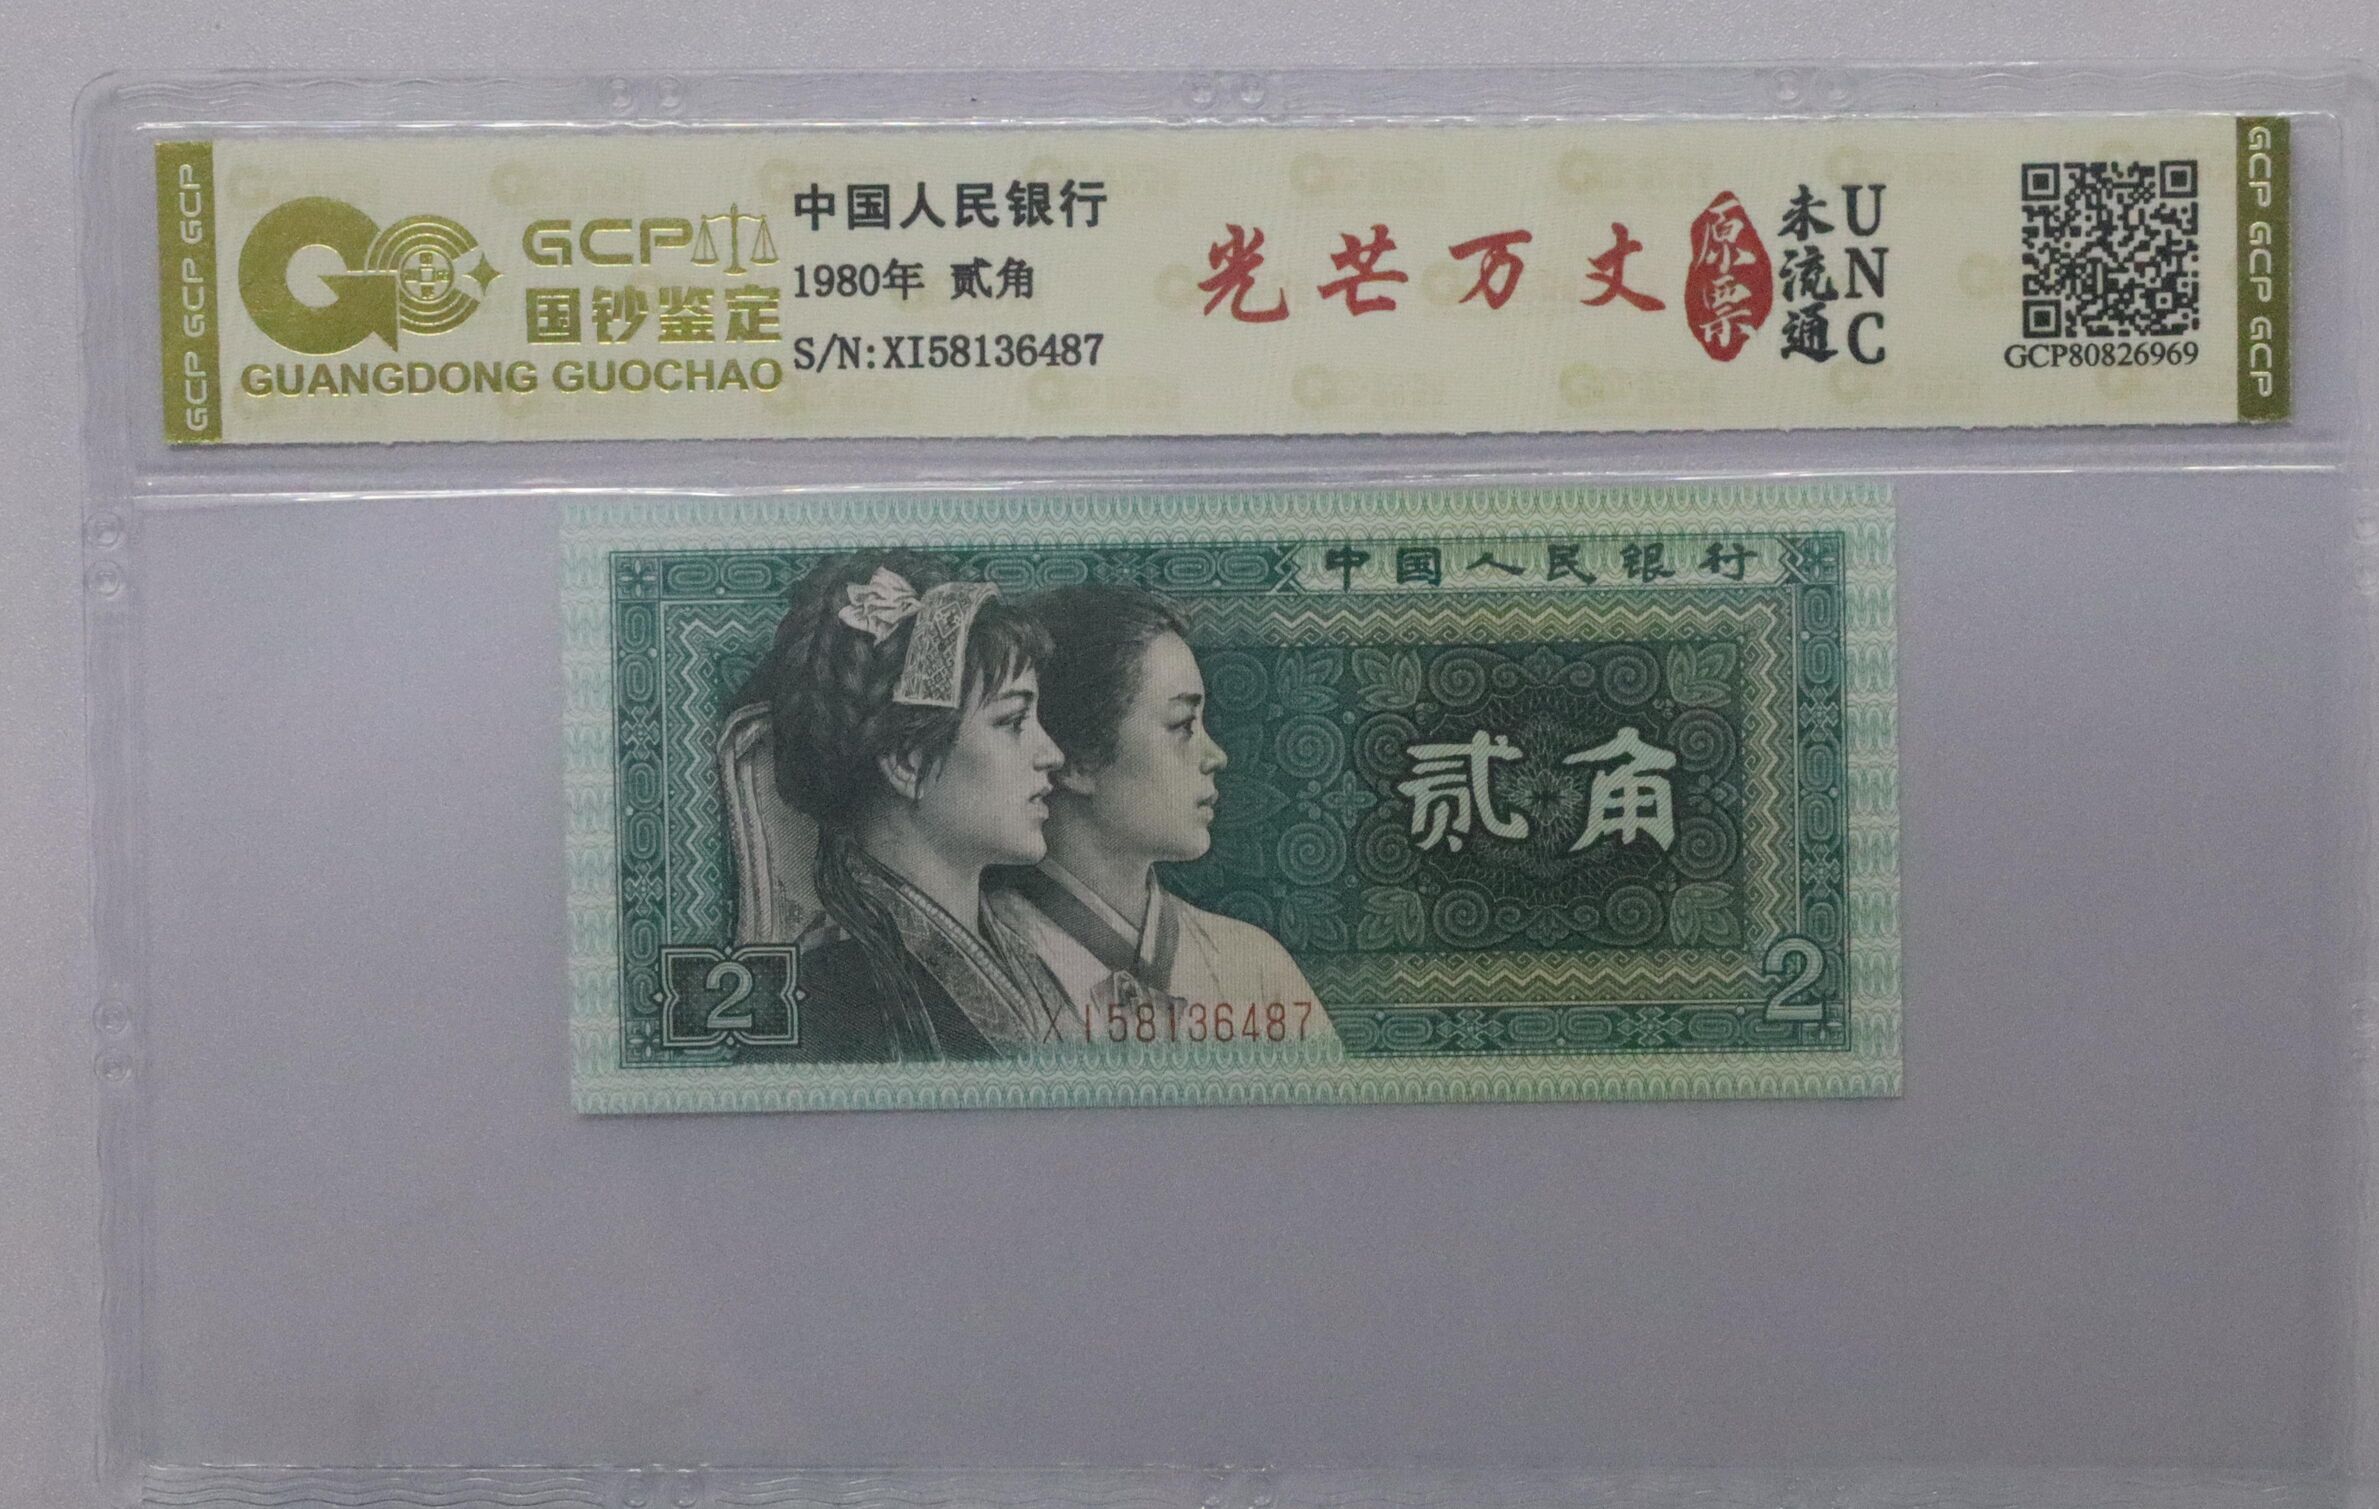 GCP GCP GCP
GCP
国钞鉴定
GUANGDONG GUOCHAO
中国人民银行
1980年 贰角
S/N:XI58136487
光芒万丈
原票
未流通
UNC
GCP80826969
GCP GCP GCP
中国人民银行
贰角
2
XI58136487
2